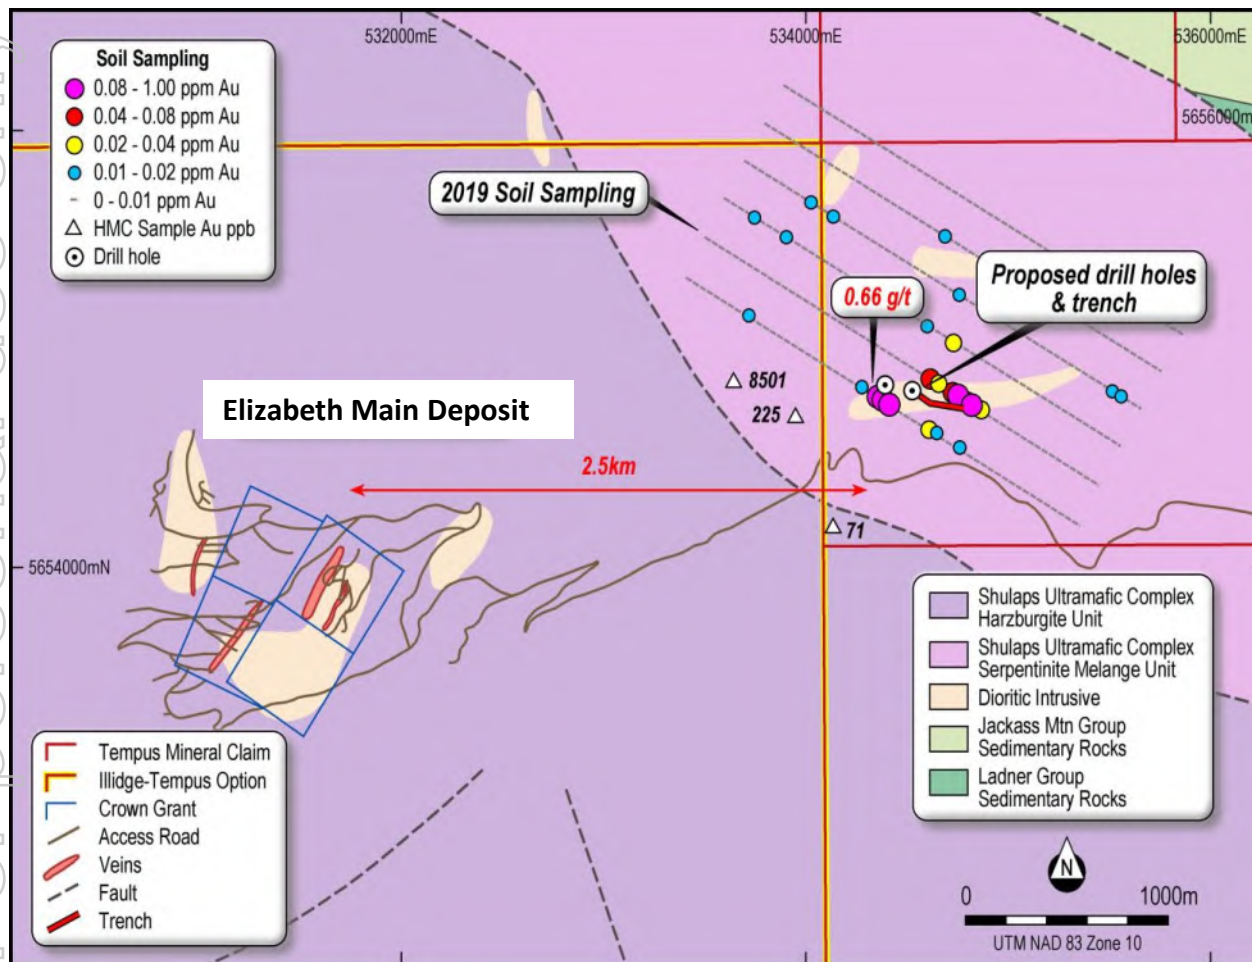 532000mE
534000mE
536000mE
5656000m
Soil Sampling
0.08 - 1.00 ppm Au
0.04 - 0.08 ppm Au
0.02 - 0.04 ppm Au
0.01 - 0.02 ppm Au
0 - 0.01 ppm Au
HMC Sample Au ppb
Drill hole
2019 Soil Sampling
Proposed drill holes
& trench
0.66 g/t
8501
225
Elizabeth Main Deposit
2.5km
71
5654000mN
Shulaps Ultramafic Complex
Harzburgite Unit
Shulaps Ultramafic Complex
Serpentinite Melange Unit
Dioritic Intrusive
Jackass Mtn Group
Sedimentary Rocks
Ladner Group
Sedimentary Rocks
Tempus Mineral Claim
Illidge-Tempus Option
Crown Grant
Access Road
Veins
Fault
Trench
N
0 1000m
UTM NAD 83 Zone 10